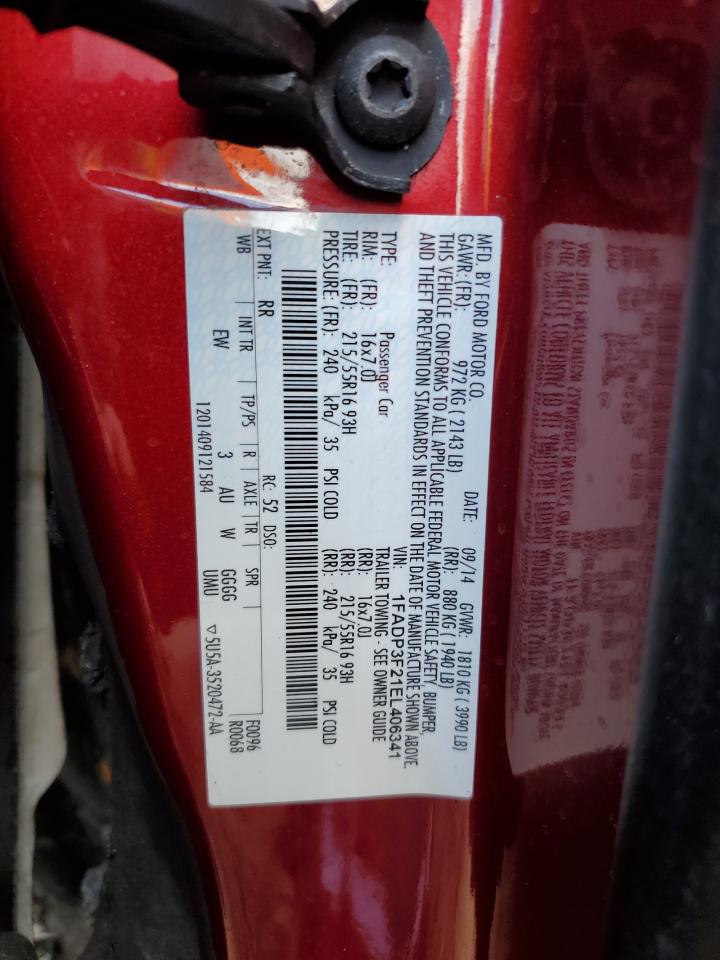 MFD. BY FORD MOTOR CO.
DATE: 09/14 GVWR: 1810 KG ( 3990 LB)
GAWR: (FR): 972 KG ( 2143 LB) (RR): 880 KG ( 1940 LB)
THIS VEHICLE CONFORMS TO ALL APPLICABLE FEDERAL MOTOR VEHICLE SAFETY, BUMPER,
AND THEFT PREVENTION STANDARDS IN EFFECT ON THE DATE OF MANUFACTURE SHOWN ABOVE.
VIN: 1FADP3F21EL406341
TYPE: Passenger Car TRAILER TOWING - SEE OWNER GUIDE
RIM: (FR): 16x7.0J (RR): 16x7.0J
TIRE: (FR): 215/55R16 93H (RR): 215/55R16 93H
PRESSURE: (FR): 240 kPa/ 35 PSI COLD (RR): 240 kPa/ 35 PSI COLD
EXT PNT: RR RC: 52 DSO: F0096
WB INT TR TP/PS R AXLE TR SPR R0068
EW 3 AU W GGGG UMU ▽5U5A-3520472-AA
1201409121584